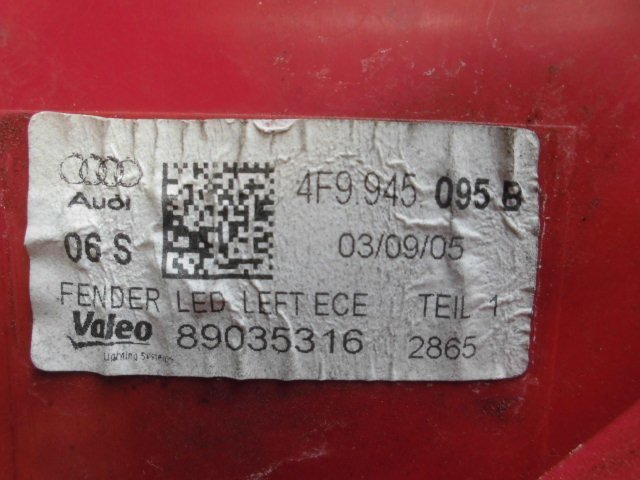 4F9.945 095 B
Audi
06 S
03/09/05
FENDER LED LEFT ECE TEIL 1
Valeo 89035316 2865
Lighting Systems